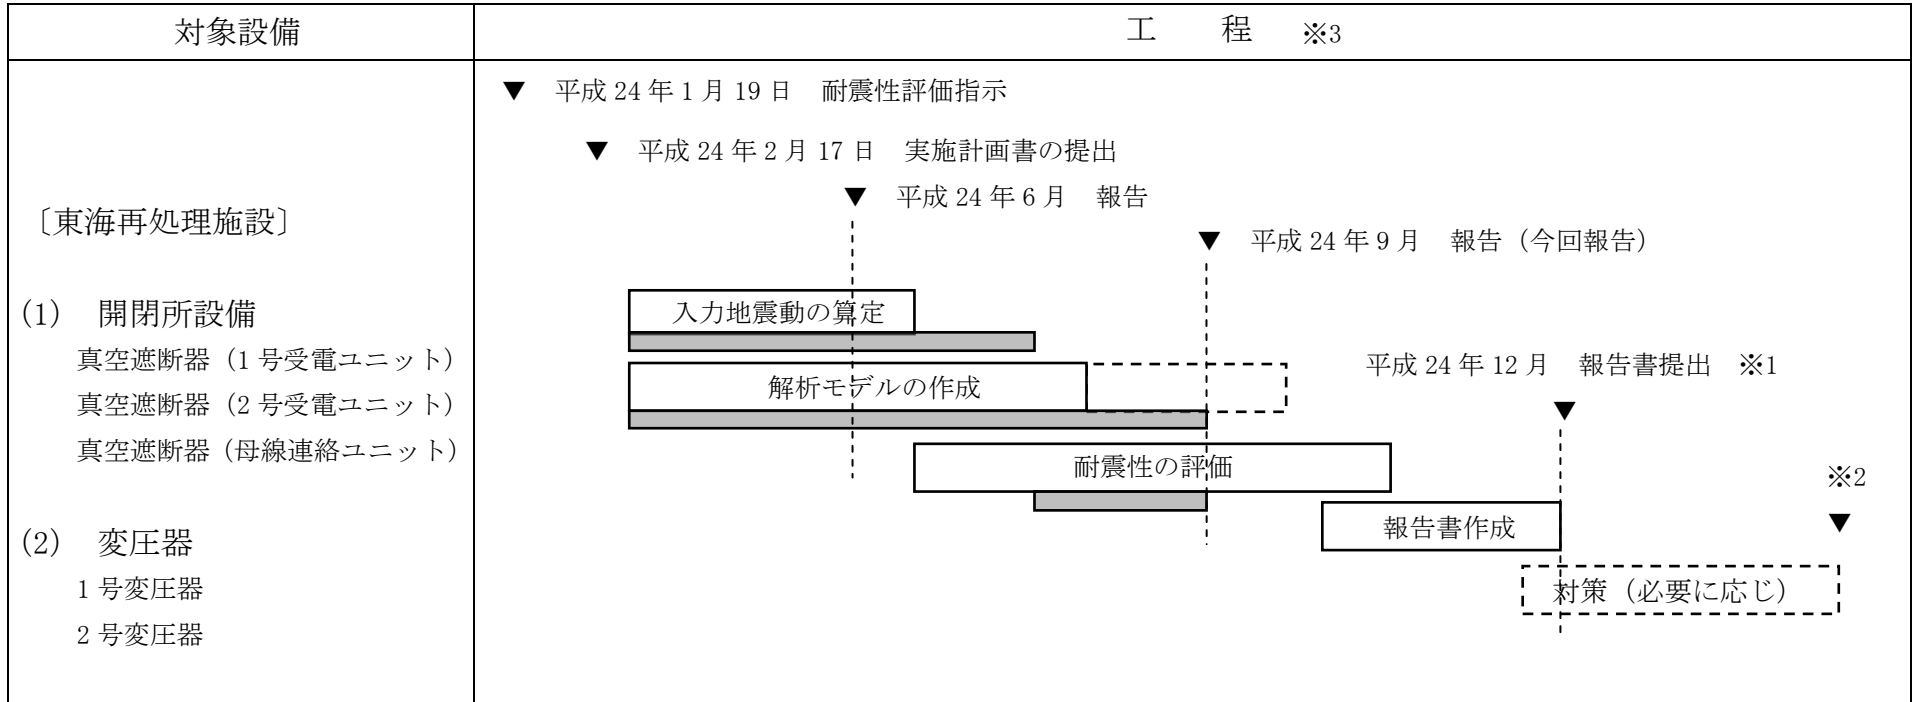 対象設備
工　程　※3
〔東海再処理施設〕
(1)　開閉所設備
真空遮断器（1号受電ユニット）
真空遮断器（2号受電ユニット）
真空遮断器（母線連絡ユニット）
(2)　変圧器
1号変圧器
2号変圧器
▼　平成24年1月19日　耐震性評価指示
▼　平成24年2月17日　実施計画書の提出
▼　平成24年6月　報告
▼　平成24年9月　報告（今回報告）
入力地震動の算定
解析モデルの作成
平成24年12月　報告書提出　※1
▼
耐震性の評価
※2
▼
報告書作成
対策（必要に応じ）